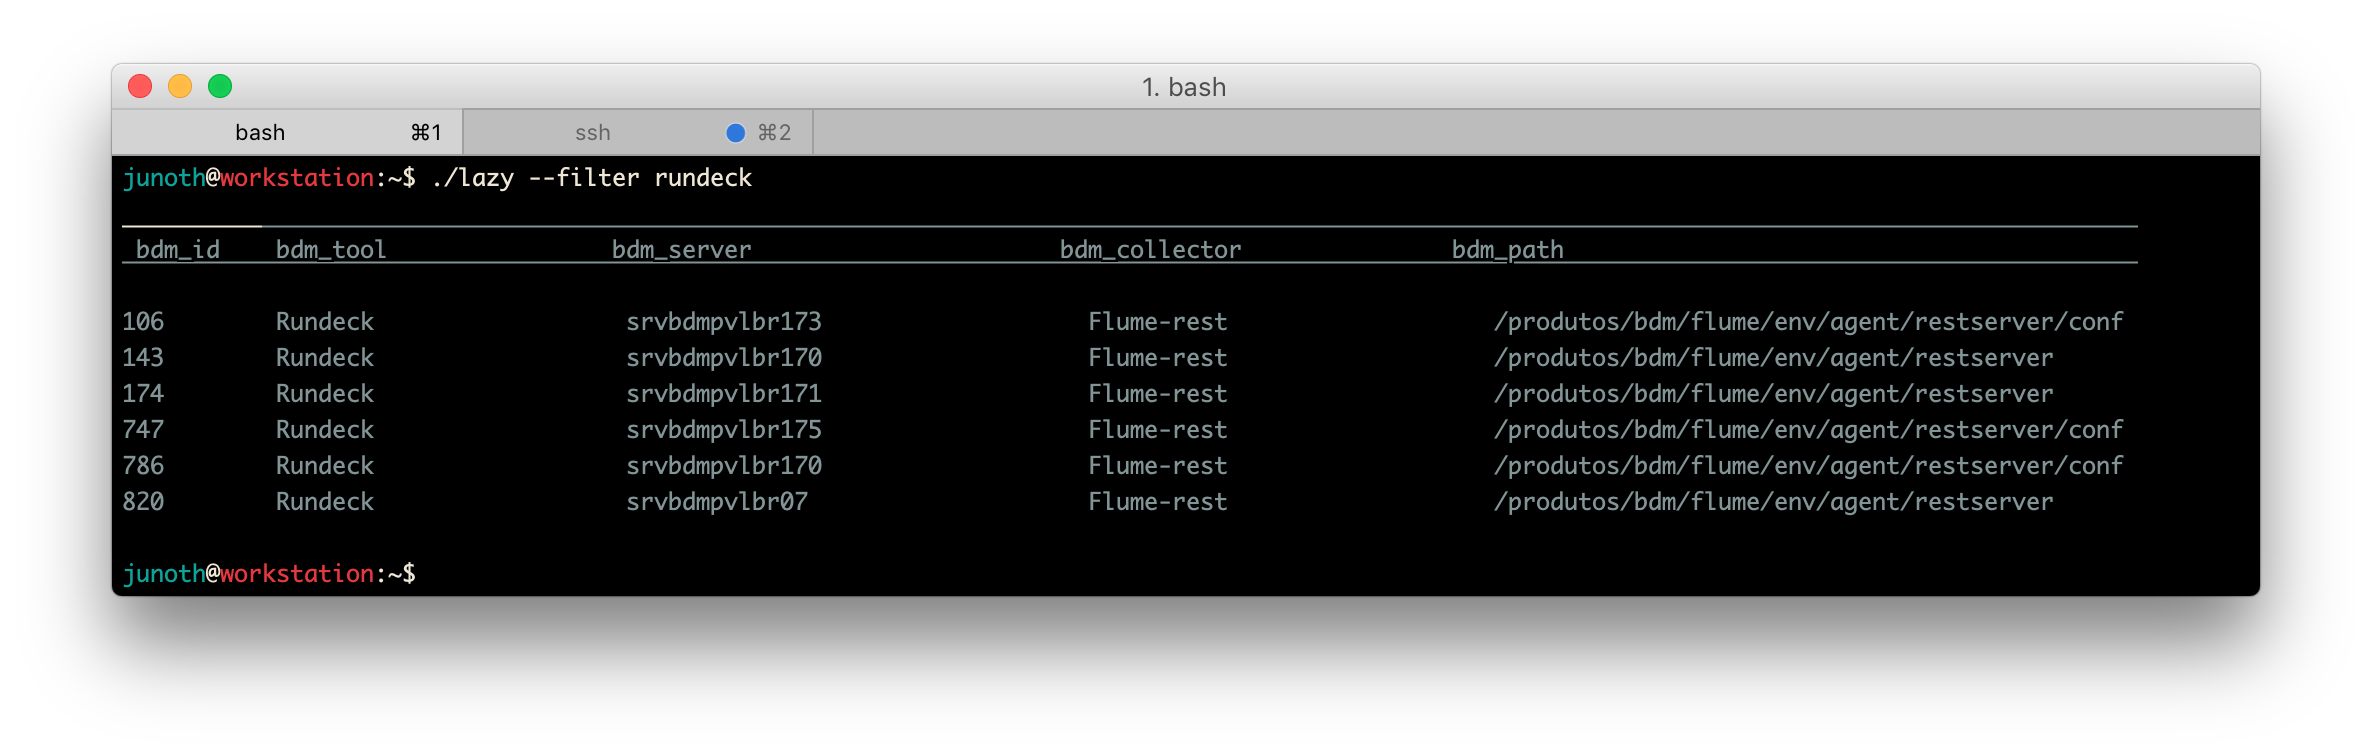 1. bash
bash ⌘1 ssh ⌘2
junoth@workstation:~$ ./lazy --filter rundeck
bdm_id bdm_tool bdm_server bdm_collector bdm_path
106 Rundeck srvbdmpvlbr173 Flume-rest /produtos/bdm/flume/env/agent/restserver/conf
143 Rundeck srvbdmpvlbr170 Flume-rest /produtos/bdm/flume/env/agent/restserver
174 Rundeck srvbdmpvlbr171 Flume-rest /produtos/bdm/flume/env/agent/restserver
747 Rundeck srvbdmpvlbr175 Flume-rest /produtos/bdm/flume/env/agent/restserver/conf
786 Rundeck srvbdmpvlbr170 Flume-rest /produtos/bdm/flume/env/agent/restserver/conf
820 Rundeck srvbdmpvlbr07 Flume-rest /produtos/bdm/flume/env/agent/restserver
junoth@workstation:~$